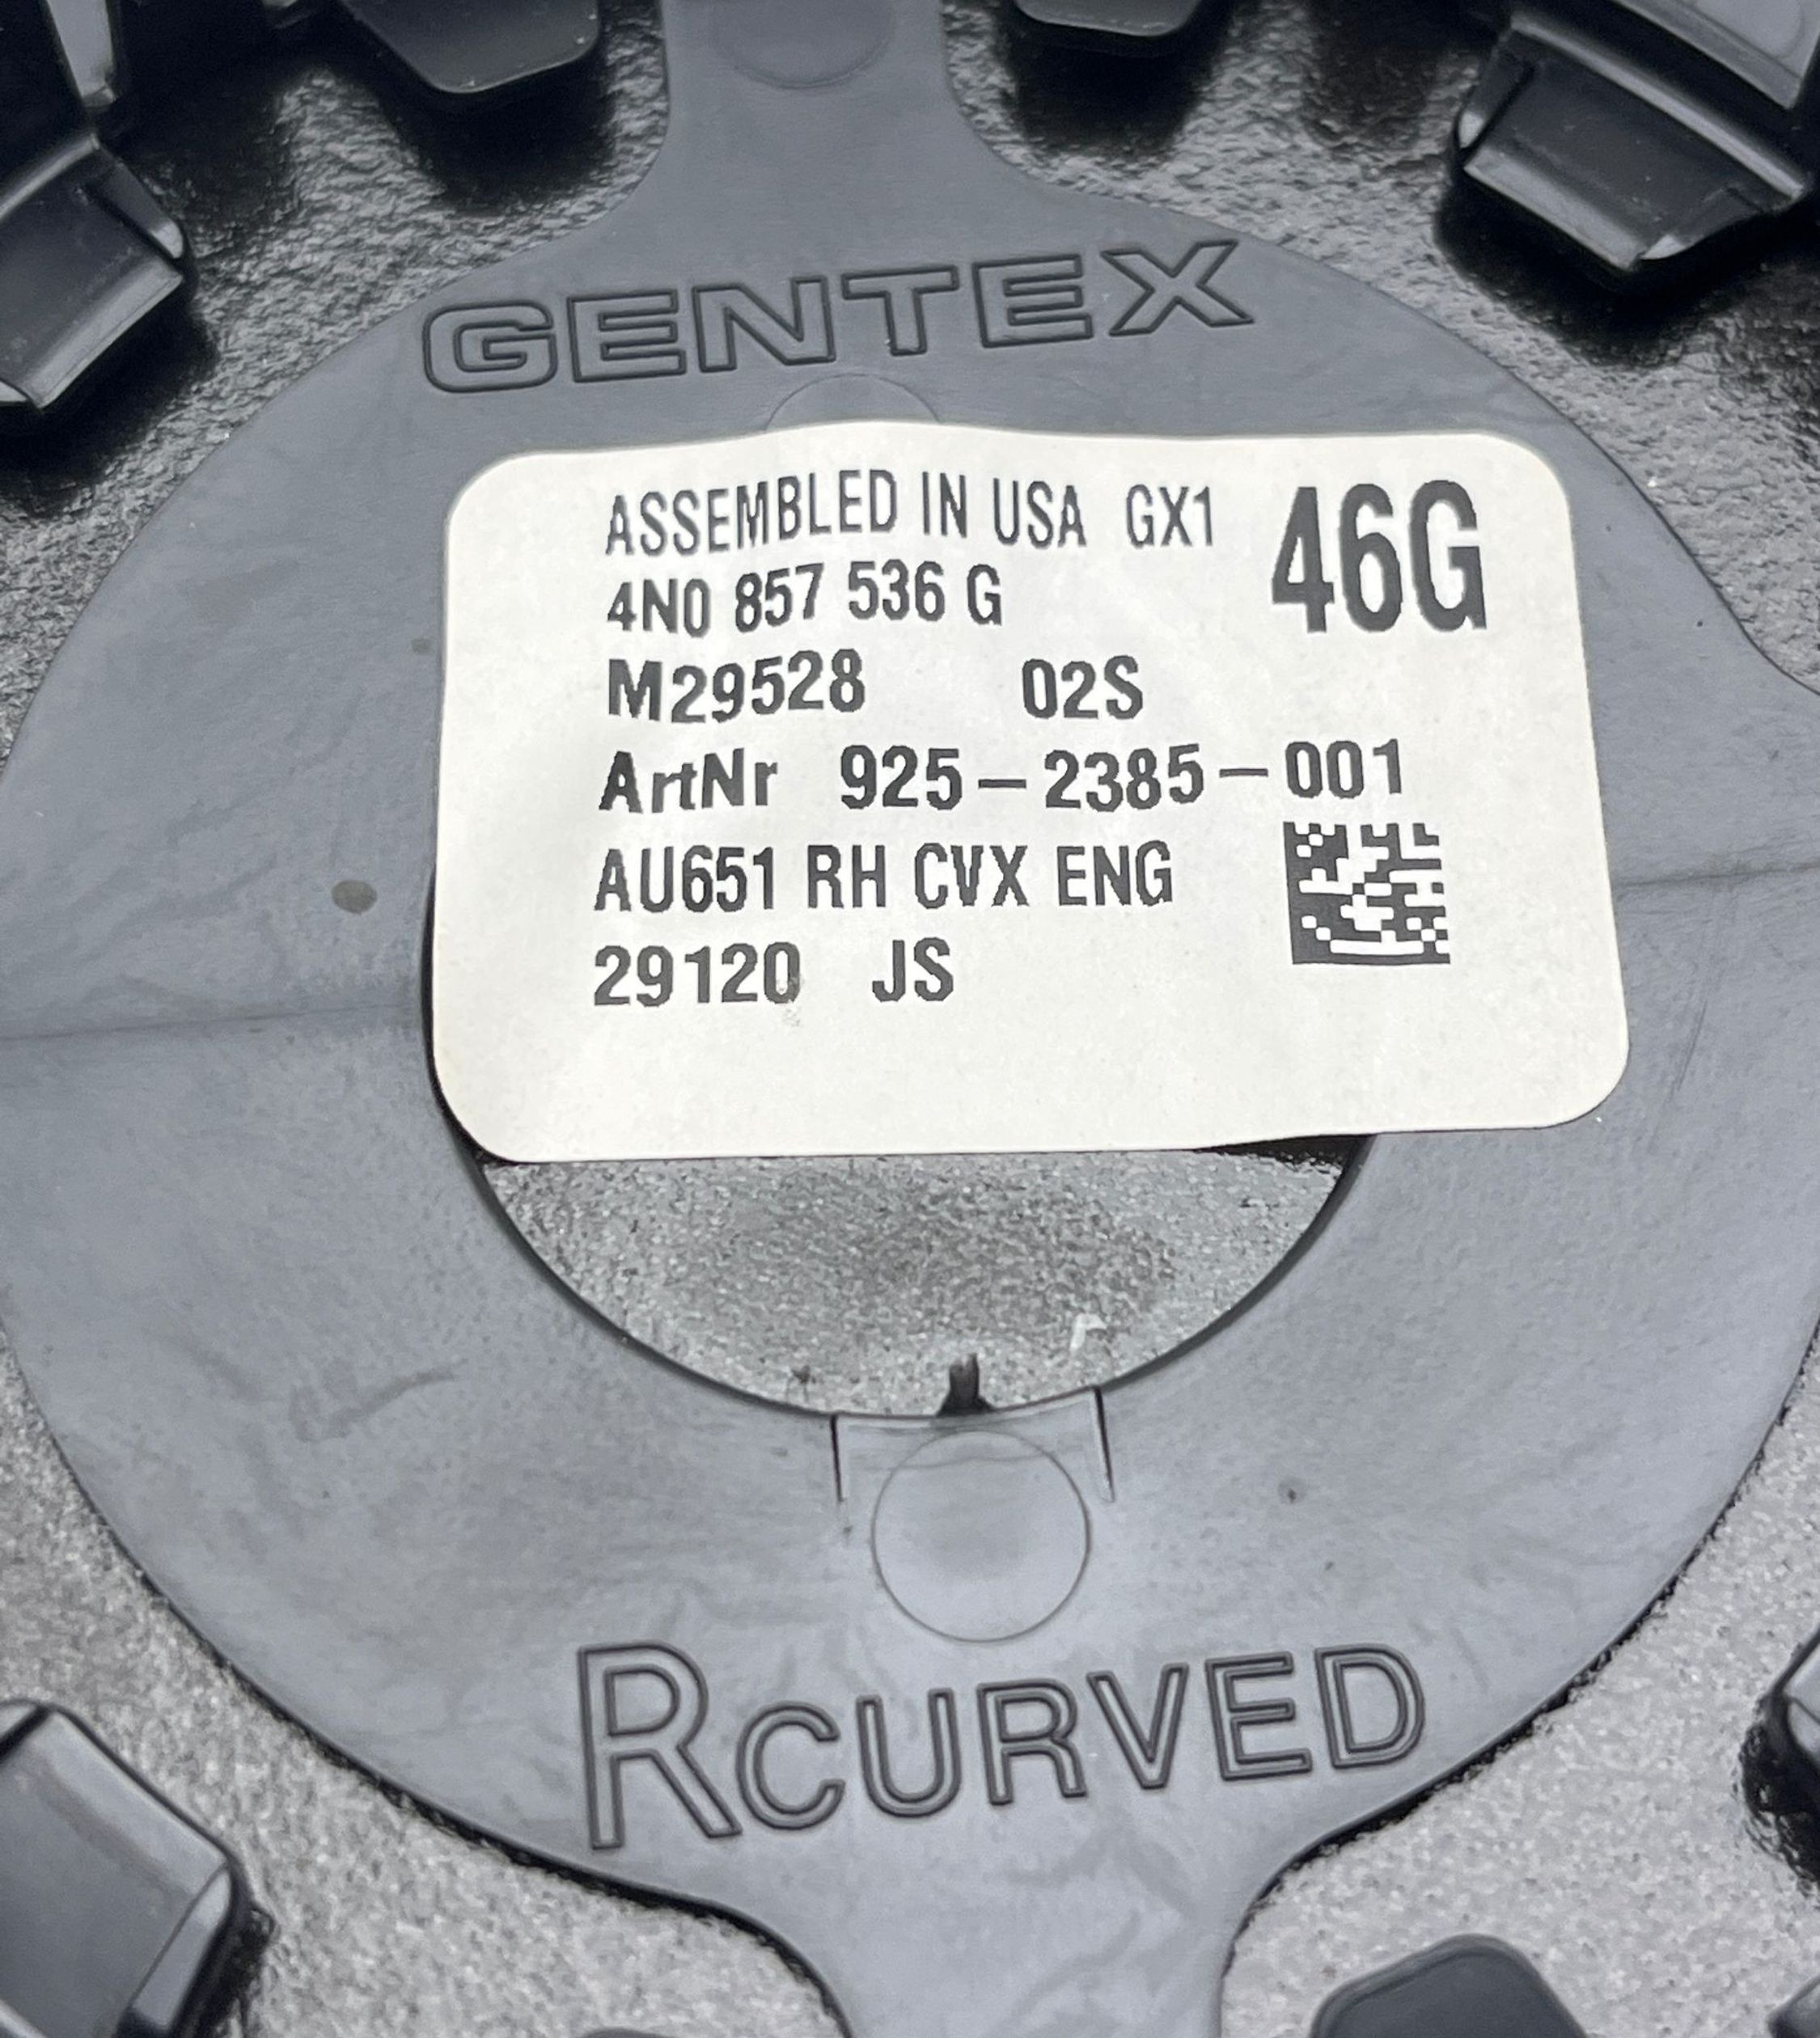 GENTEX
ASSEMBLED IN USA GX1 46G
4N0 857 536 G
M29528 02S
ArtNr 925-2385-001
AU651 RH CVX ENG
29120 JS
RCURVED